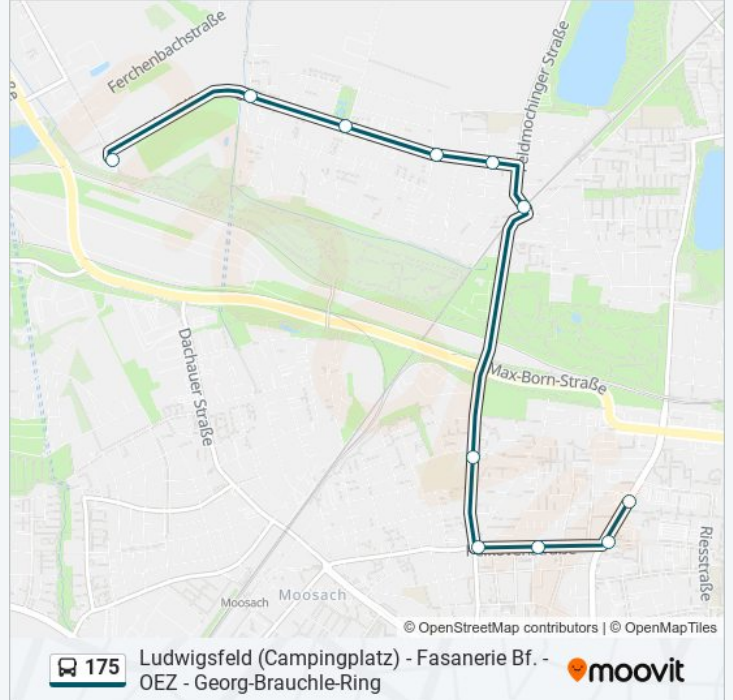 Ferchenbachstraße
eldmochinger Straße
Dachauer Straße
Max-Born-Straße
Riesstraße
Moosach
Moosach
© OpenStreetMap contributors | © OpenMapTiles
175
Ludwigsfeld (Campingplatz) - Fasanerie Bf. -
OEZ - Georg-Brauchle-Ring
moovit